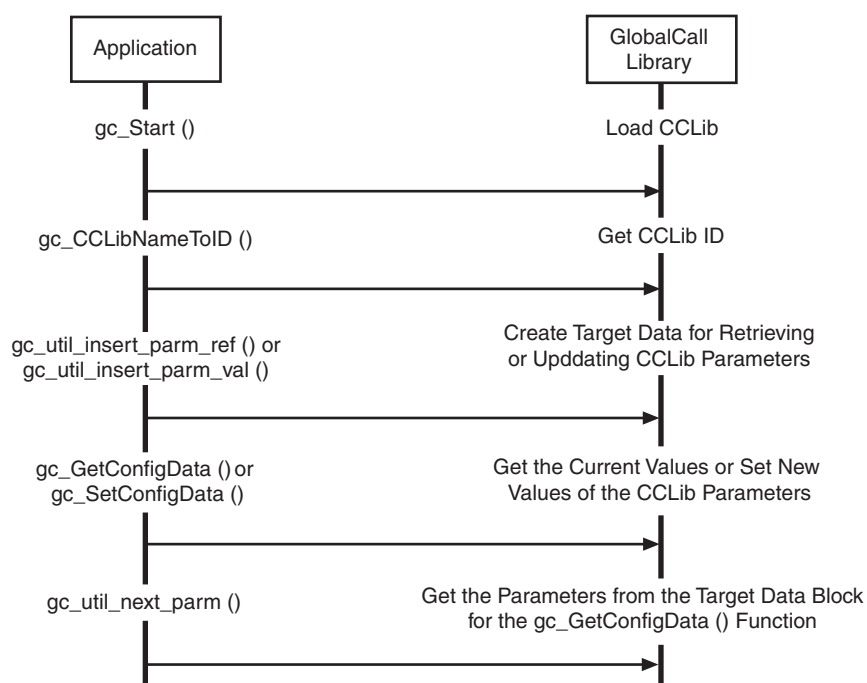 Application
GlobalCall
Library
gc_Start ()
Load CCLib
gc_CCLibNameToID ()
Get CCLib ID
gc_util_insert_parm_ref () or
gc_util_insert_parm_val ()
Create Target Data for Retrieving
or Upddating CCLib Parameters
gc_GetConfigData () or
gc_SetConfigData ()
Get the Current Values or Set New
Values of the CCLib Parameters
gc_util_next_parm ()
Get the Parameters from the Target Data Block
for the gc_GetConfigData () Function